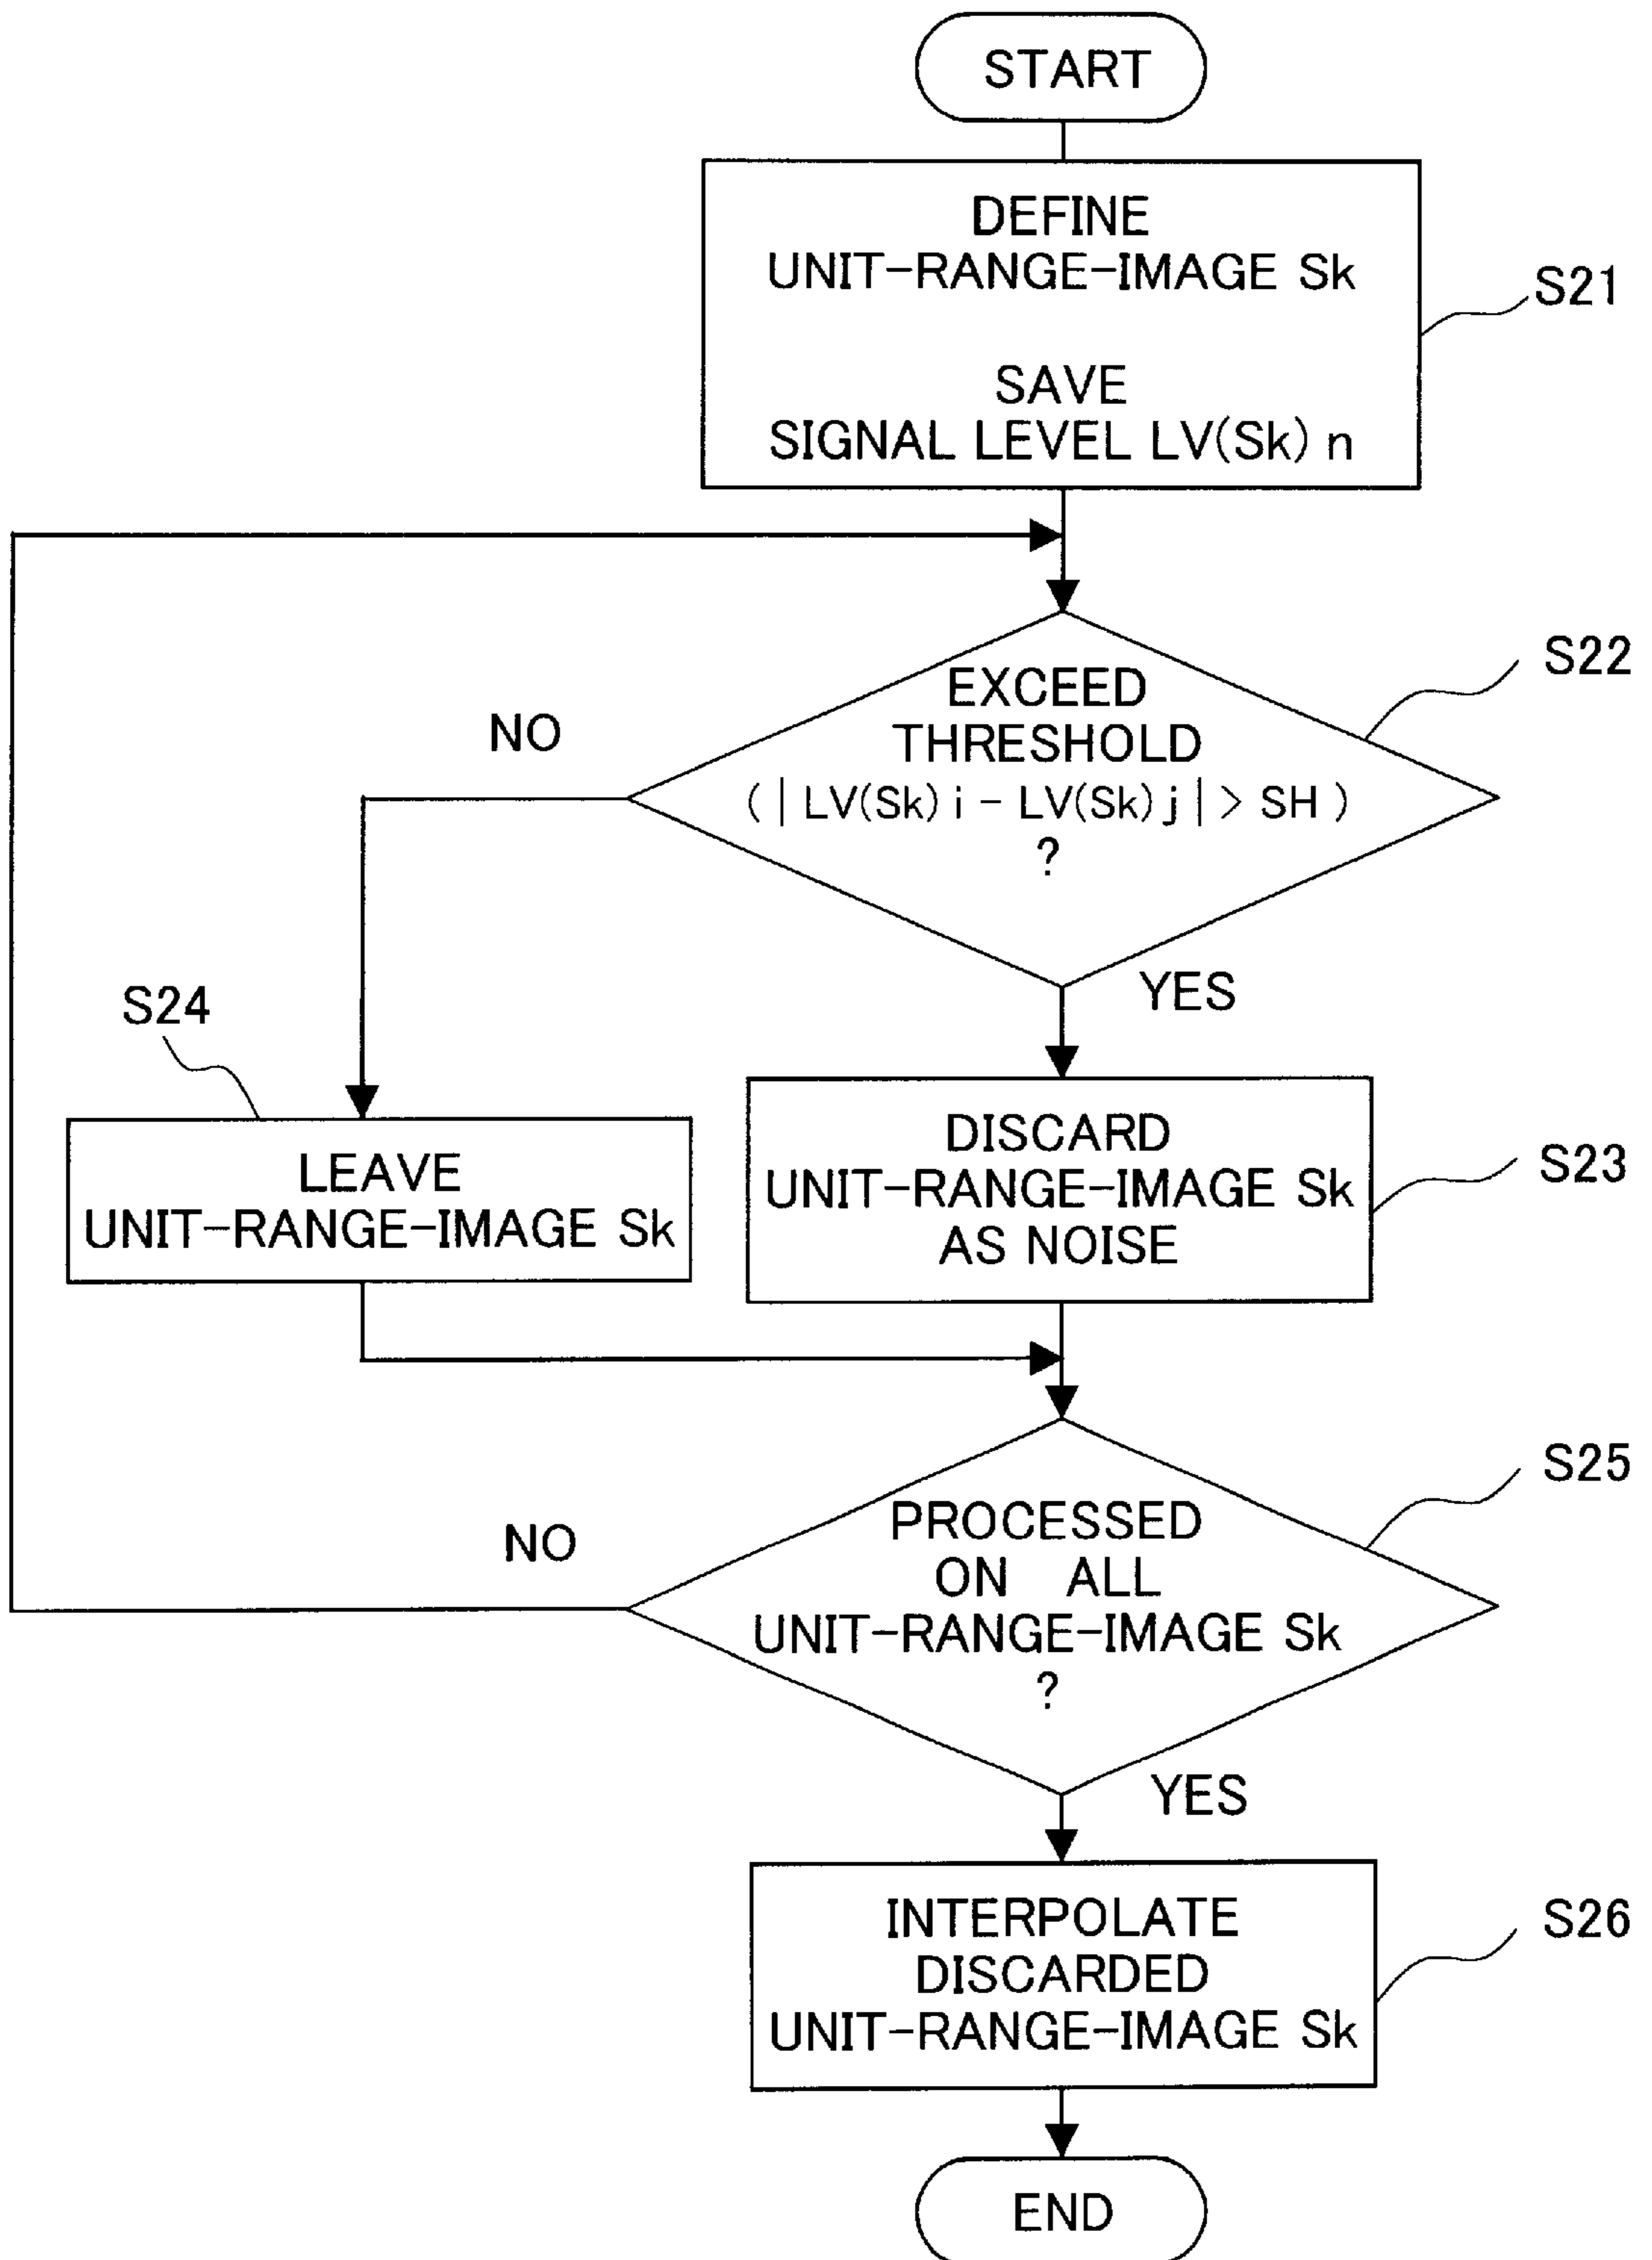 START
DEFINE
UNIT-RANGE-IMAGE Sk
SAVE
SIGNAL LEVEL LV(Sk) n
S21
EXCEED
THRESHOLD
( | LV(Sk) i - LV(Sk) j | > SH )
?
S22
NO
YES
S24
LEAVE
UNIT-RANGE-IMAGE Sk
DISCARD
UNIT-RANGE-IMAGE Sk
AS NOISE
S23
PROCESSED
ON ALL
UNIT-RANGE-IMAGE Sk
?
S25
NO
YES
INTERPOLATE
DISCARDED
UNIT-RANGE-IMAGE Sk
S26
END